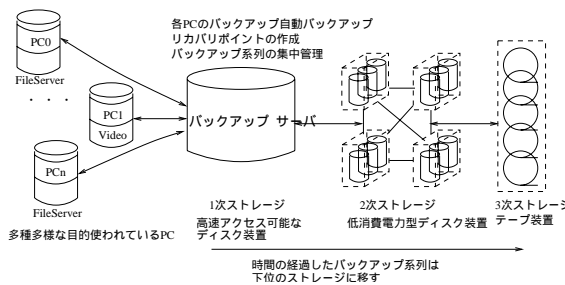 各PCのバックアップ自動バックアップ
リカバリポイントの作成
バックアップ系列の集中管理
PC0
FileServer
・ ・ ・
PC1
Video
PCn
FileServer
バックアップ サーバ
多種多様な目的使われているPC
1次ストレージ
高速アクセス可能な
ディスク装置
2次ストレージ
低消費電力型ディスク装置
3次ストレージ
テープ装置
時間の経過したバックアップ系列は
下位のストレージに移す